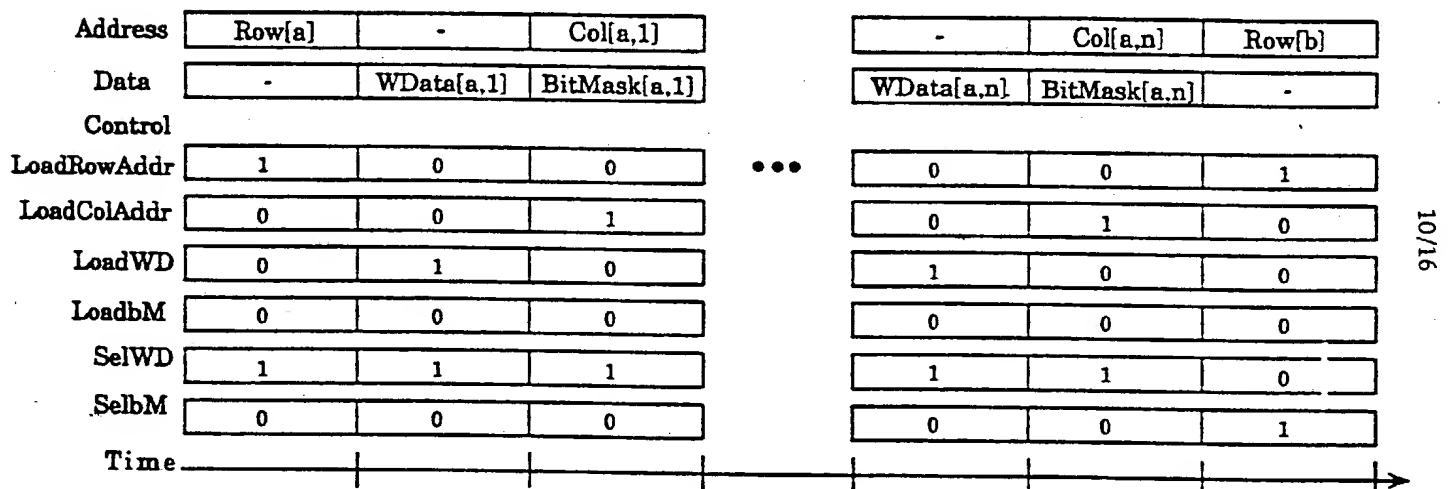 Address Row[a] - Col[a,1] - Col[a,n] Row[b]
Data - WData[a,1] BitMask[a,1] WData[a,n] BitMask[a,n] -
Control
LoadRowAddr 1 0 0 ••• 0 0 1
LoadColAddr 0 0 1 0 1 0
LoadWD 0 1 0 1 0 0
LoadbM 0 0 0 0 0 0
SelWD 1 1 1 1 1 0
SelbM 0 0 0 0 0 1
Time
10/16